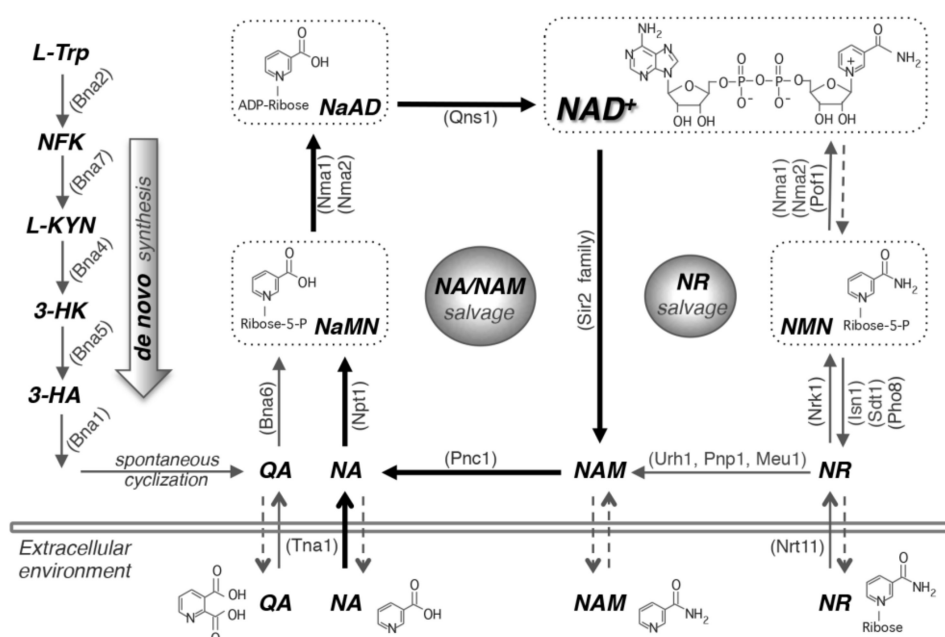 L-Trp
(Bna2)
NFK
(Bna7)
L-KYN
(Bna4)
3-HK
(Bna5)
3-HA
(Bna1)
de novo synthesis
spontaneous
cyclization
O
OH
N
ADP-Ribose
NaAD
(Qns1)
NH2
N
N
N
N
NAD+
O
O
O
O
P
O
P
O
O-
O-
O
OH
OH
OH
OH
N+
O
NH2
(Nma1)
(Nma2)
O
OH
N
Ribose-5-P
NaMN
NA/NAM
salvage
(Sir2 family)
NR
salvage
(Nma1)
(Nma2)
(Pof1)
O
NH2
N
NMN
Ribose-5-P
(Bna6)
(Npt1)
(Nrk1)
(Isn1)
(Sdt1)
(Pho8)
QA
NA
(Pnc1)
NAM
(Urh1, Pnp1, Meu1)
NR
Extracellular
environment
(Tna1)
(Nrt11)
O
OH
OH
N
O
QA
NA
O
OH
N
NAM
O
NH2
N
NR
O
NH2
N
Ribose